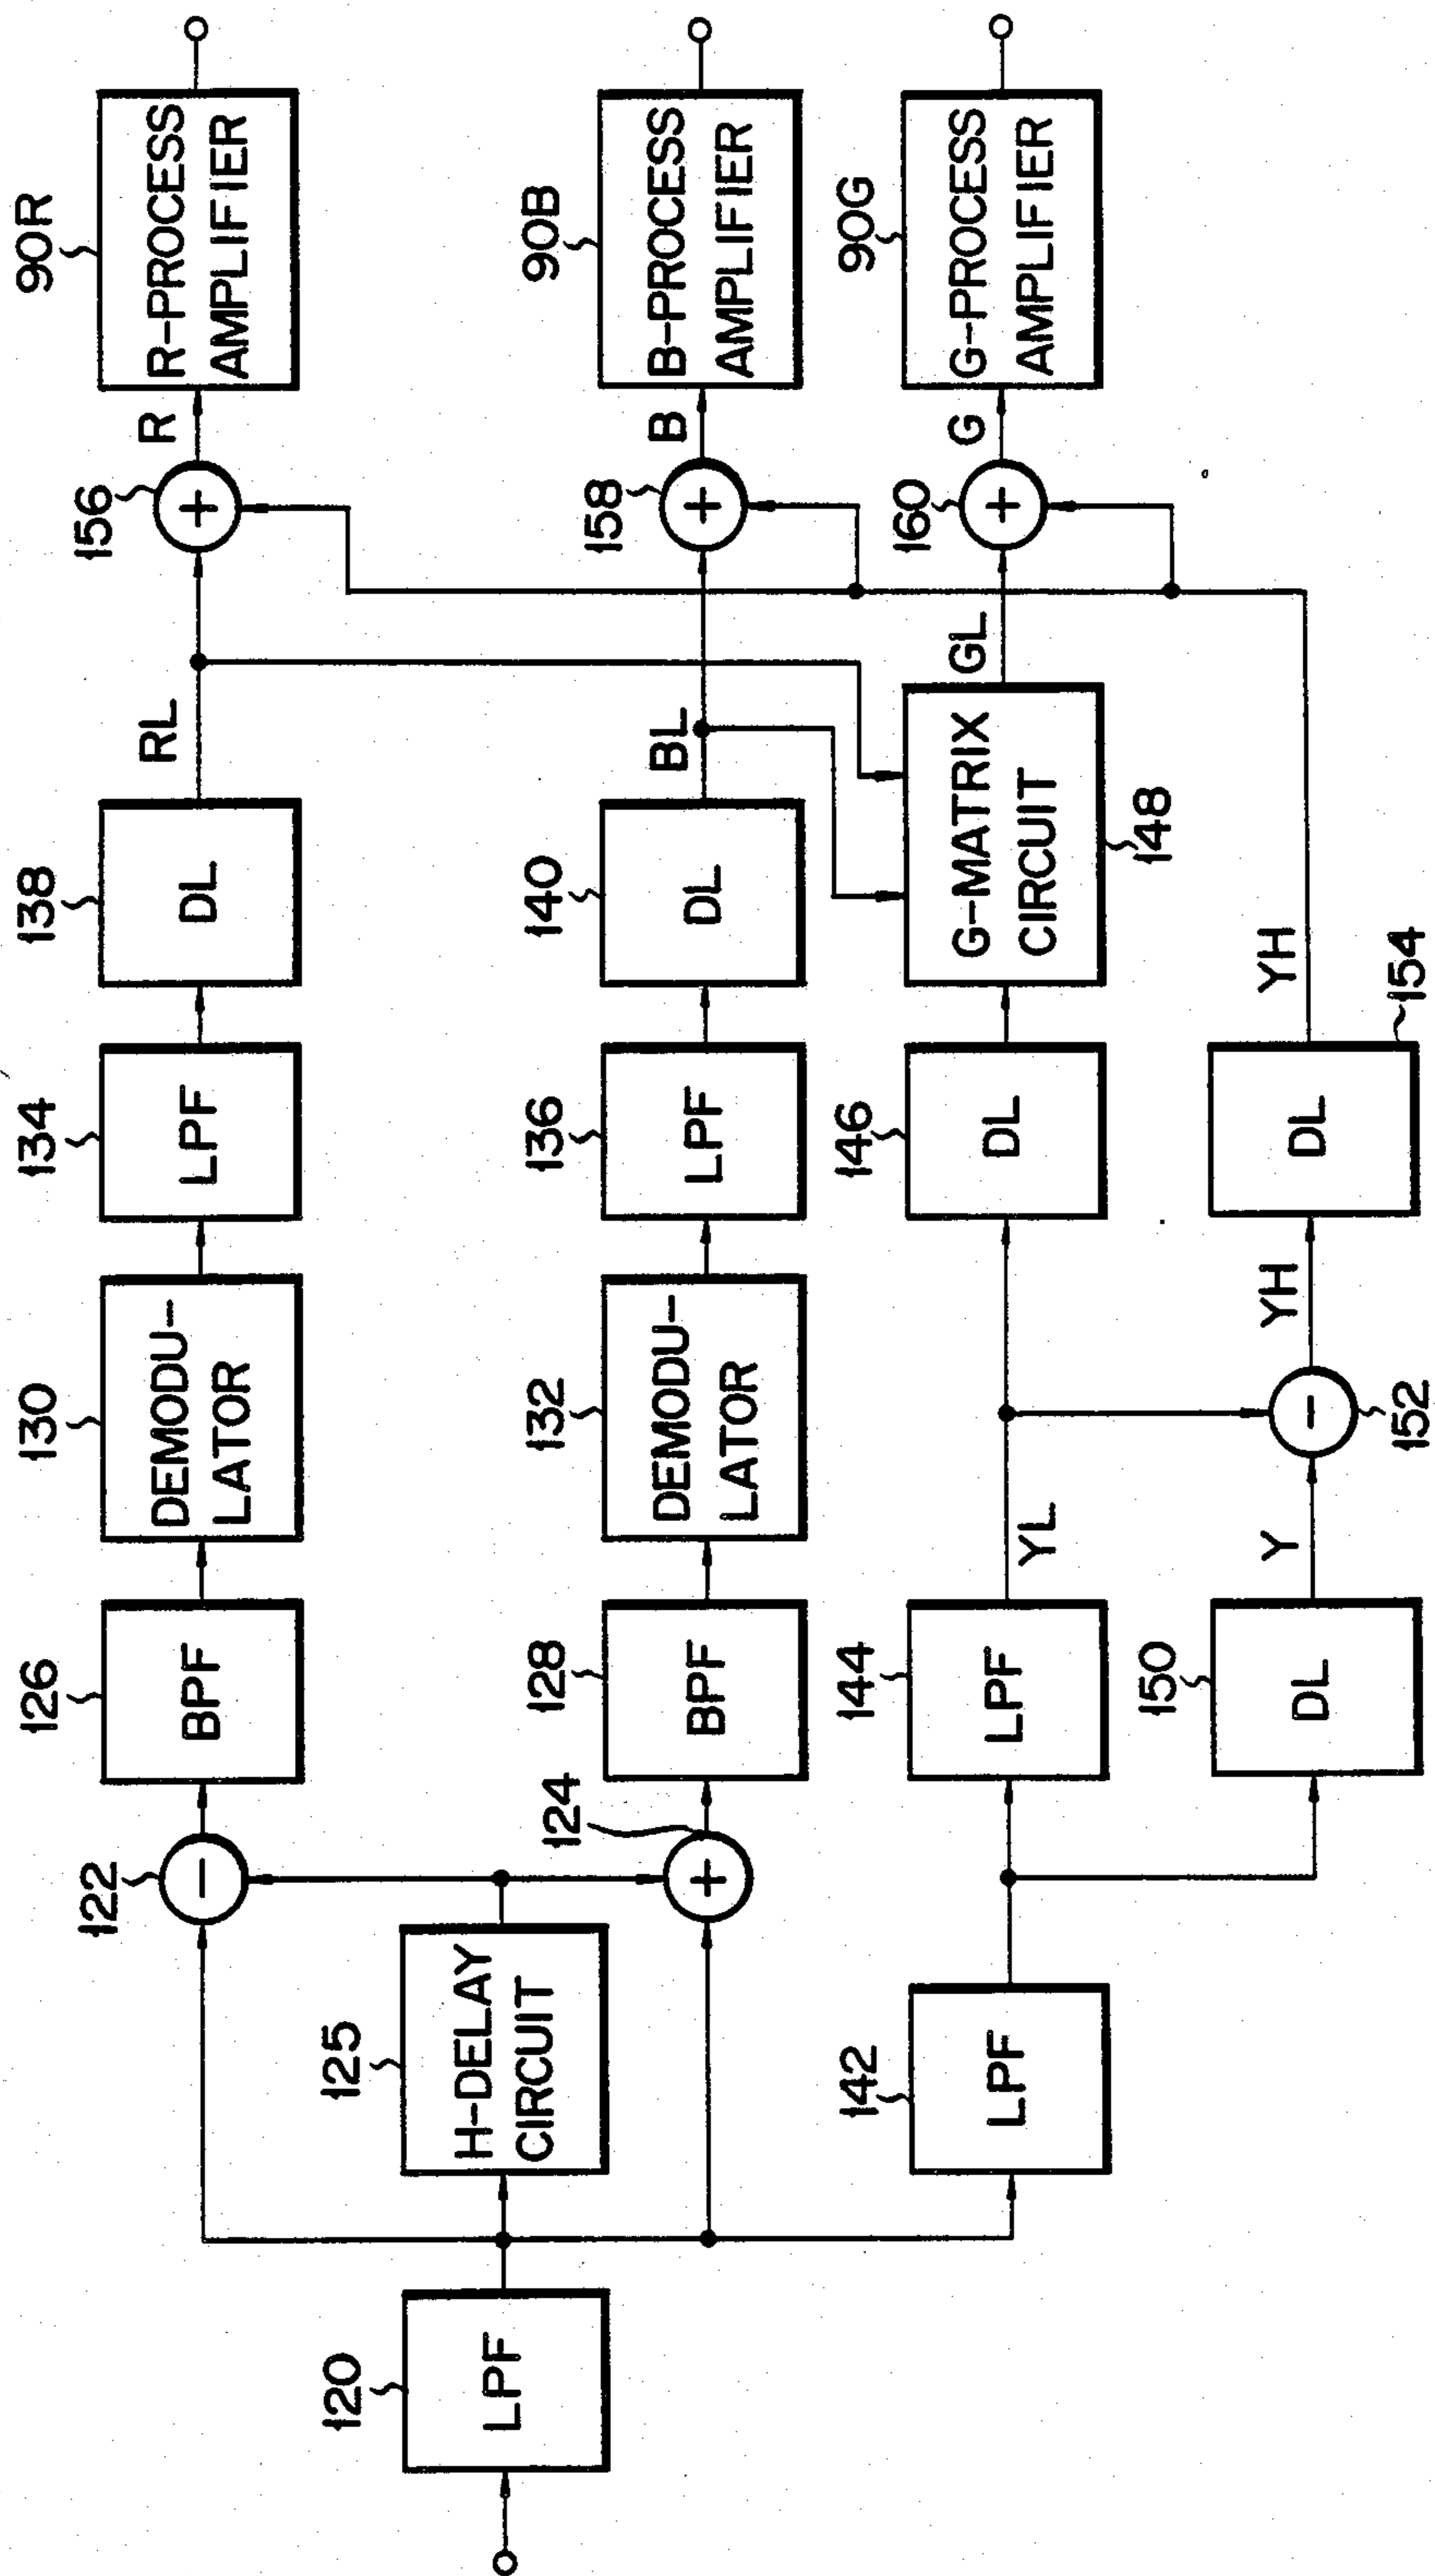 120
LPF
125
H-DELAY
CIRCUIT
122
−
126
BPF
130
DEMODU-
LATOR
134
LPF
138
DL
RL
156
+
R
90R
R-PROCESS
AMPLIFIER
124
+
128
BPF
132
DEMODU-
LATOR
136
LPF
140
DL
BL
158
+
B
90B
B-PROCESS
AMPLIFIER
142
LPF
144
LPF
YL
146
DL
G-MATRIX
CIRCUIT
148
GL
160
+
G
90G
G-PROCESS
AMPLIFIER
150
DL
Y
−
152
YH
DL
154
YH